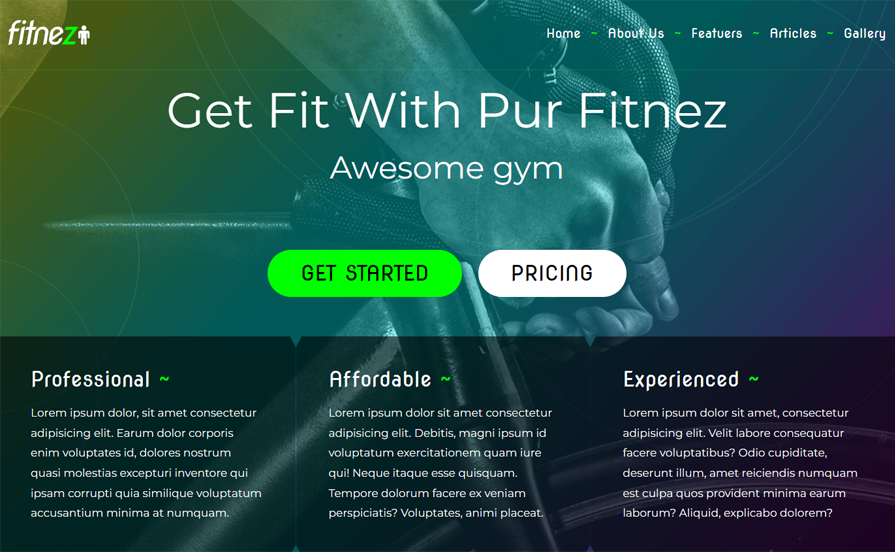 fitnez
Home ~ About Us ~ Featuers ~ Articles ~ Gallery
Get Fit With Pur Fitnez
Awesome gym
GET STARTED
PRICING
Professional ~
Lorem ipsum dolor, sit amet consectetur
adipisicing elit. Earum dolor corporis
enim voluptates id, dolores nostrum
quasi molestias excepturi inventore qui
ipsam corrupti quia similique voluptatum
accusantium minima at numquam.
Affordable ~
Lorem ipsum dolor, sit amet consectetur
adipisicing elit. Debitis, magni ipsum id
voluptatum exercitationem quam iure
qui! Neque itaque esse quisquam.
Tempore dolorum facere ex veniam
perspiciatis? Voluptates, animi placeat.
Experienced ~
Lorem ipsum dolor sit amet, consectetur
adipisicing elit. Velit labore consequatur
facere voluptatibus? Odio cupiditate,
deserunt illum, amet reiciendis numquam
est culpa quos provident minima earum
laborum? Aliquid, explicabo dolorem?